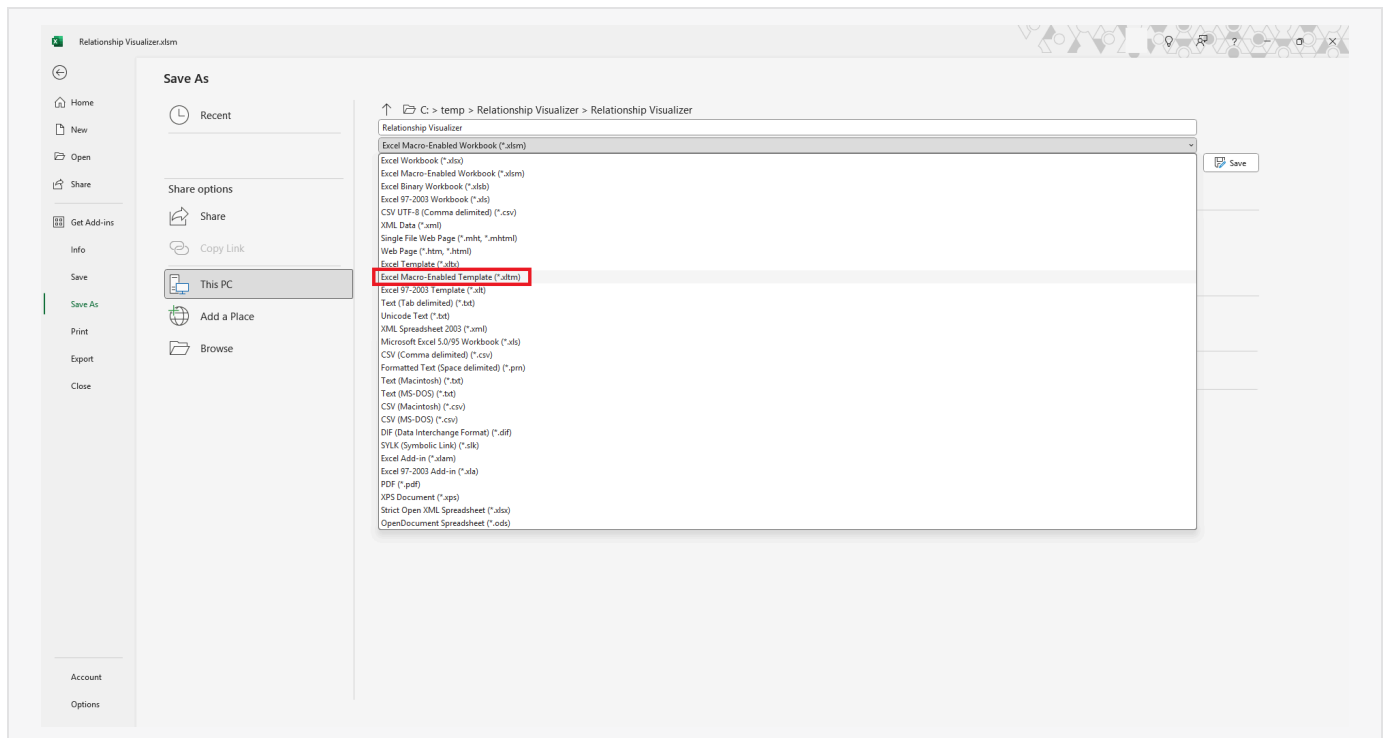 Relationship Visualizer.xlsm
?
Save As
Home
New
Open
Share
Get Add-ins
Info
Save
Save As
Print
Export
Close
Account
Options
Recent
Share options
Share
Copy Link
This PC
Add a Place
Browse
C: > temp > Relationship Visualizer > Relationship Visualizer
Relationship Visualizer
Excel Macro-Enabled Workbook (*.xlsm)
Save
Excel Workbook (*.xlsx)
Excel Macro-Enabled Workbook (*.xlsm)
Excel Binary Workbook (*.xlsb)
Excel 97-2003 Workbook (*.xls)
CSV UTF-8 (Comma delimited) (*.csv)
XML Data (*.xml)
Single File Web Page (*.mht, *.mhtml)
Web Page (*.htm, *.html)
Excel Template (*.xltx)
Excel Macro-Enabled Template (*.xltm)
Excel 97-2003 Template (*.xlt)
Text (Tab delimited) (*.txt)
Unicode Text (*.txt)
XML Spreadsheet 2003 (*.xml)
Microsoft Excel 5.0/95 Workbook (*.xls)
CSV (Comma delimited) (*.csv)
Formatted Text (Space delimited) (*.prn)
Text (Macintosh) (*.txt)
Text (MS-DOS) (*.txt)
CSV (Macintosh) (*.csv)
CSV (MS-DOS) (*.csv)
DIF (Data Interchange Format) (*.dif)
SYLK (Symbolic Link) (*.slk)
Excel Add-in (*.xlam)
Excel 97-2003 Add-in (*.xla)
PDF (*.pdf)
XPS Document (*.xps)
Strict Open XML Spreadsheet (*.xlsx)
OpenDocument Spreadsheet (*.ods)